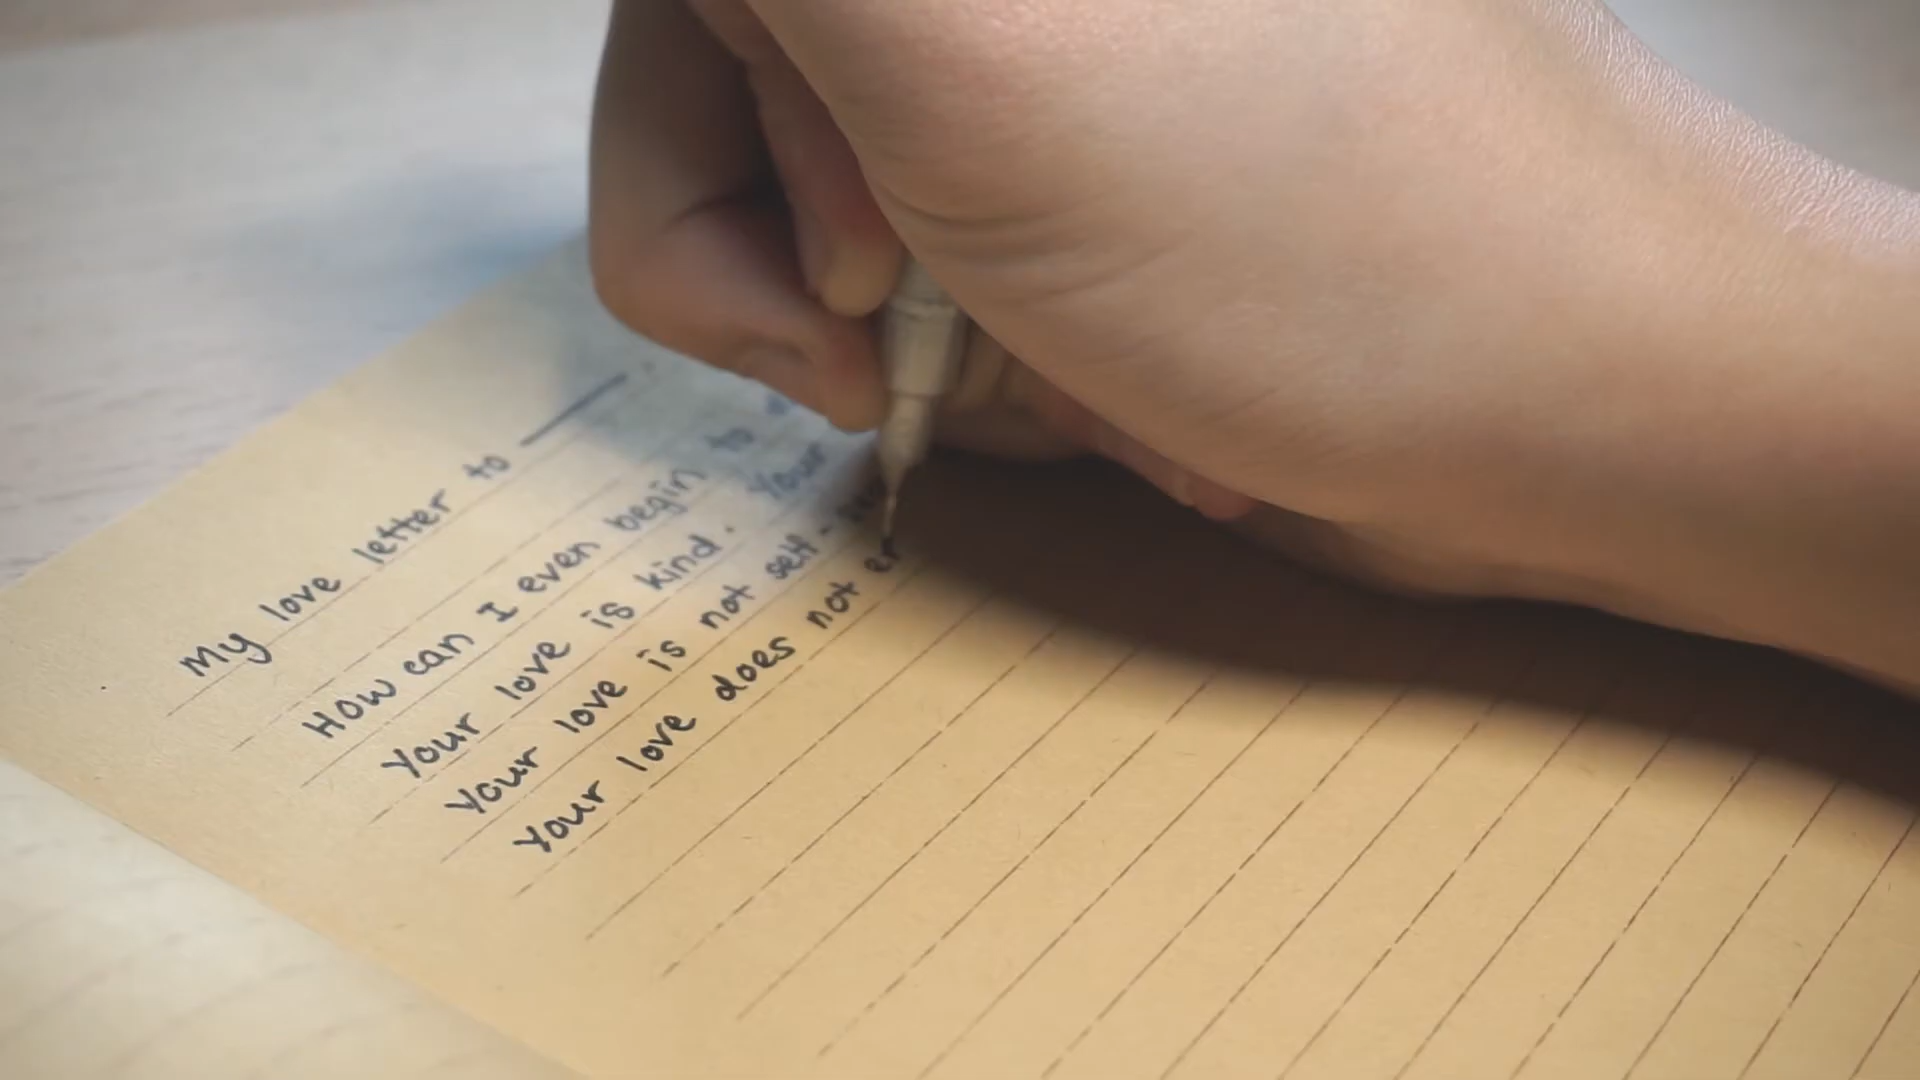 My love letter to ____.
How can I even begin to
Your love is kind. Your
Your love is not self-
Your love does not e